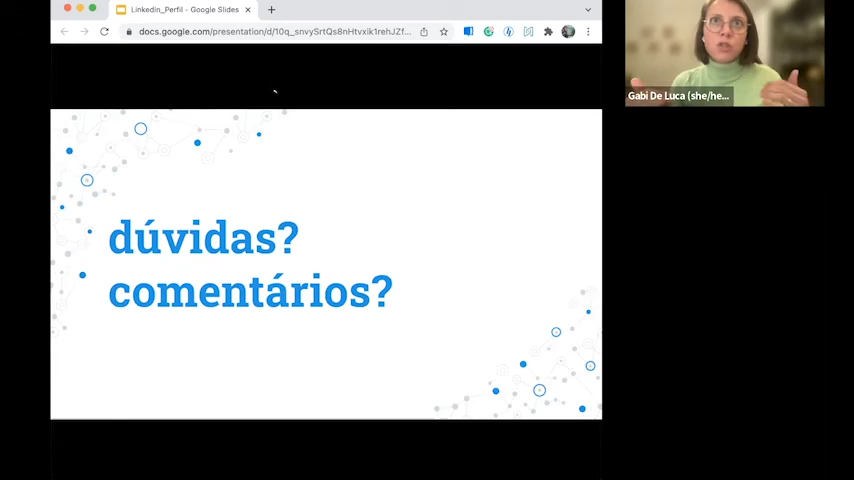 Linkedin_Perfil - Google Slides
docs.google.com/presentation/d/10q_snvySrtQs8nHtvxik1rehJZf...
Gabi De Luca (she/he...
dúvidas?
comentários?